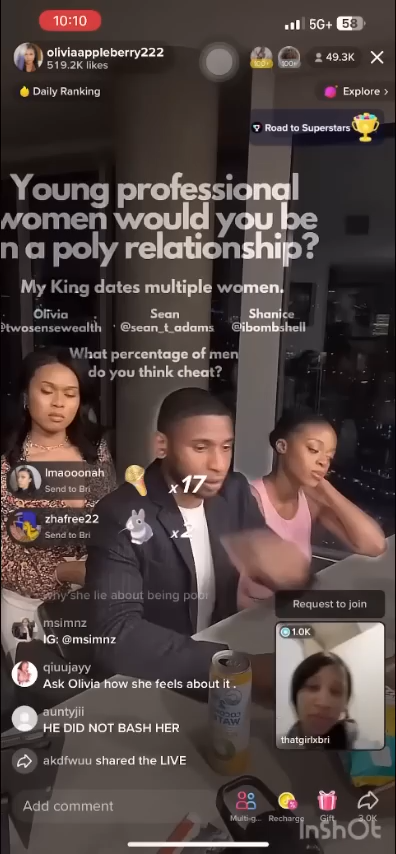 10:10
5G+ 58
oliviaappleberry222
519.2K likes
100+
100+
49.3K
Daily Ranking
Explore
Road to Superstars
Young professional
women would you be
n a poly relationship?
My King dates multiple women.
Olivia
@twosensewealth
Sean
@sean_t_adams
Shanice
@ibombshell
What percentage of men
do you think cheat?
lmaooonah
Send to Bri
x17
zhafree22
Send to Bri
x2
why she lie about being poor
msimnz
IG: @msimnz
qiuujayy
Ask Olivia how she feels about it .
auntyjii
HE DID NOT BASH HER
akdfwuu shared the LIVE
Request to join
1.0K
thatgirlxbri
Add comment
Multi-g...
Recharge
Gift
3.0K
InShOt